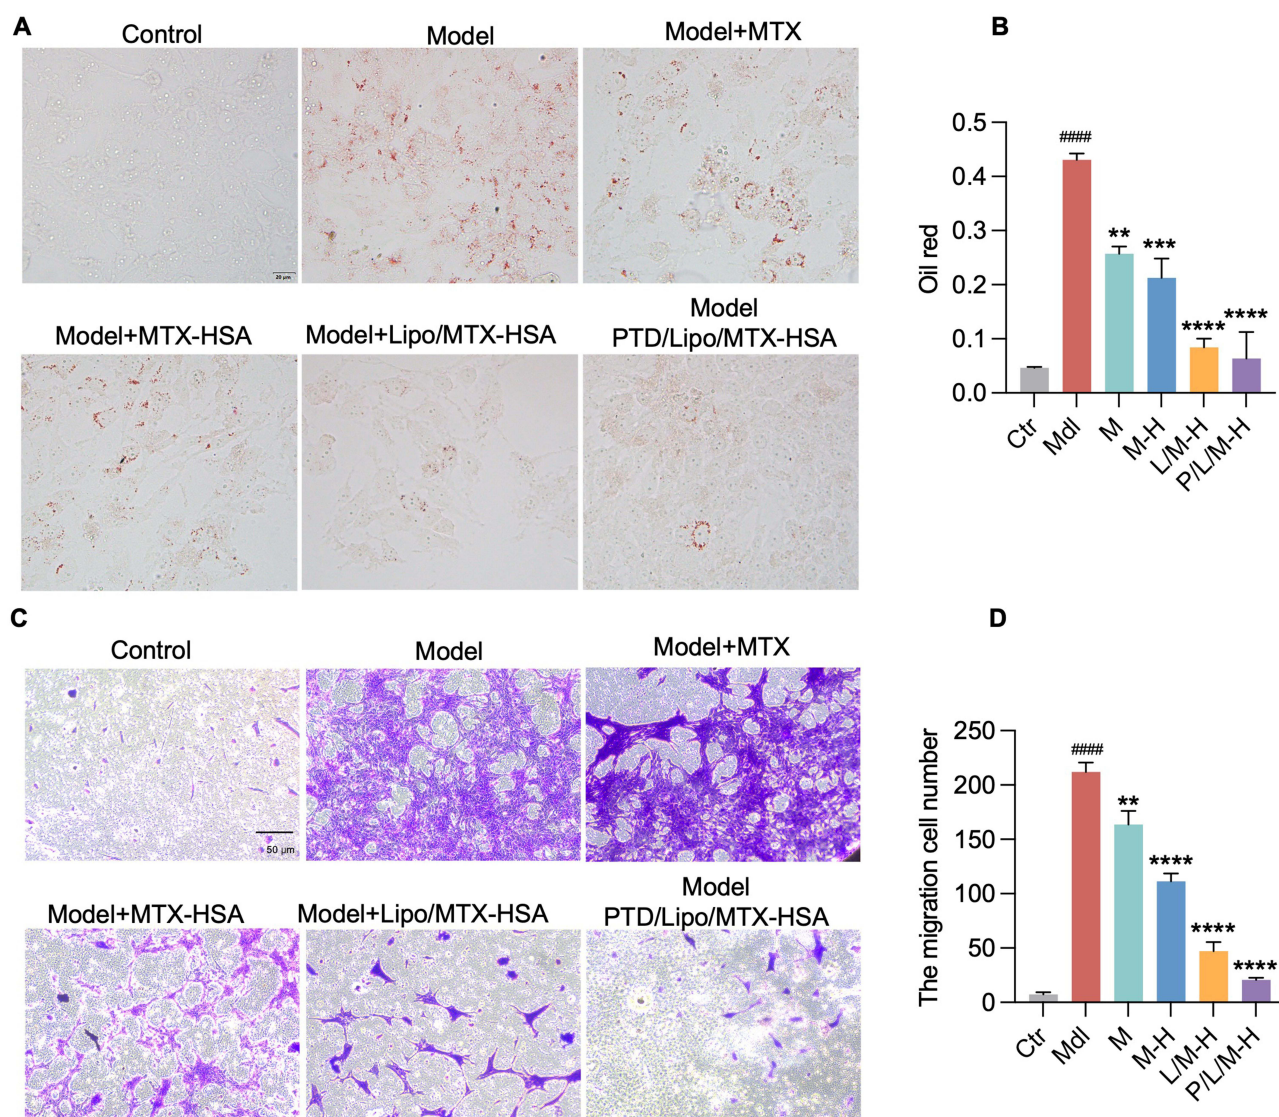 A
Control
Model
Model+MTX
20 μm
Model+MTX-HSA
Model+Lipo/MTX-HSA
Model
PTD/Lipo/MTX-HSA
B
Oil red
0.5
0.4
0.3
0.2
0.1
0.0
####
**
***
****
****
Ctr
Mdl
M
M-H
L/M-H
P/L/M-H
C
Control
Model
Model+MTX
50 μm
Model+MTX-HSA
Model+Lipo/MTX-HSA
Model
PTD/Lipo/MTX-HSA
D
The migration cell number
250
200
150
100
50
0
####
**
****
****
****
Ctr
Mdl
M
M-H
L/M-H
P/L/M-H